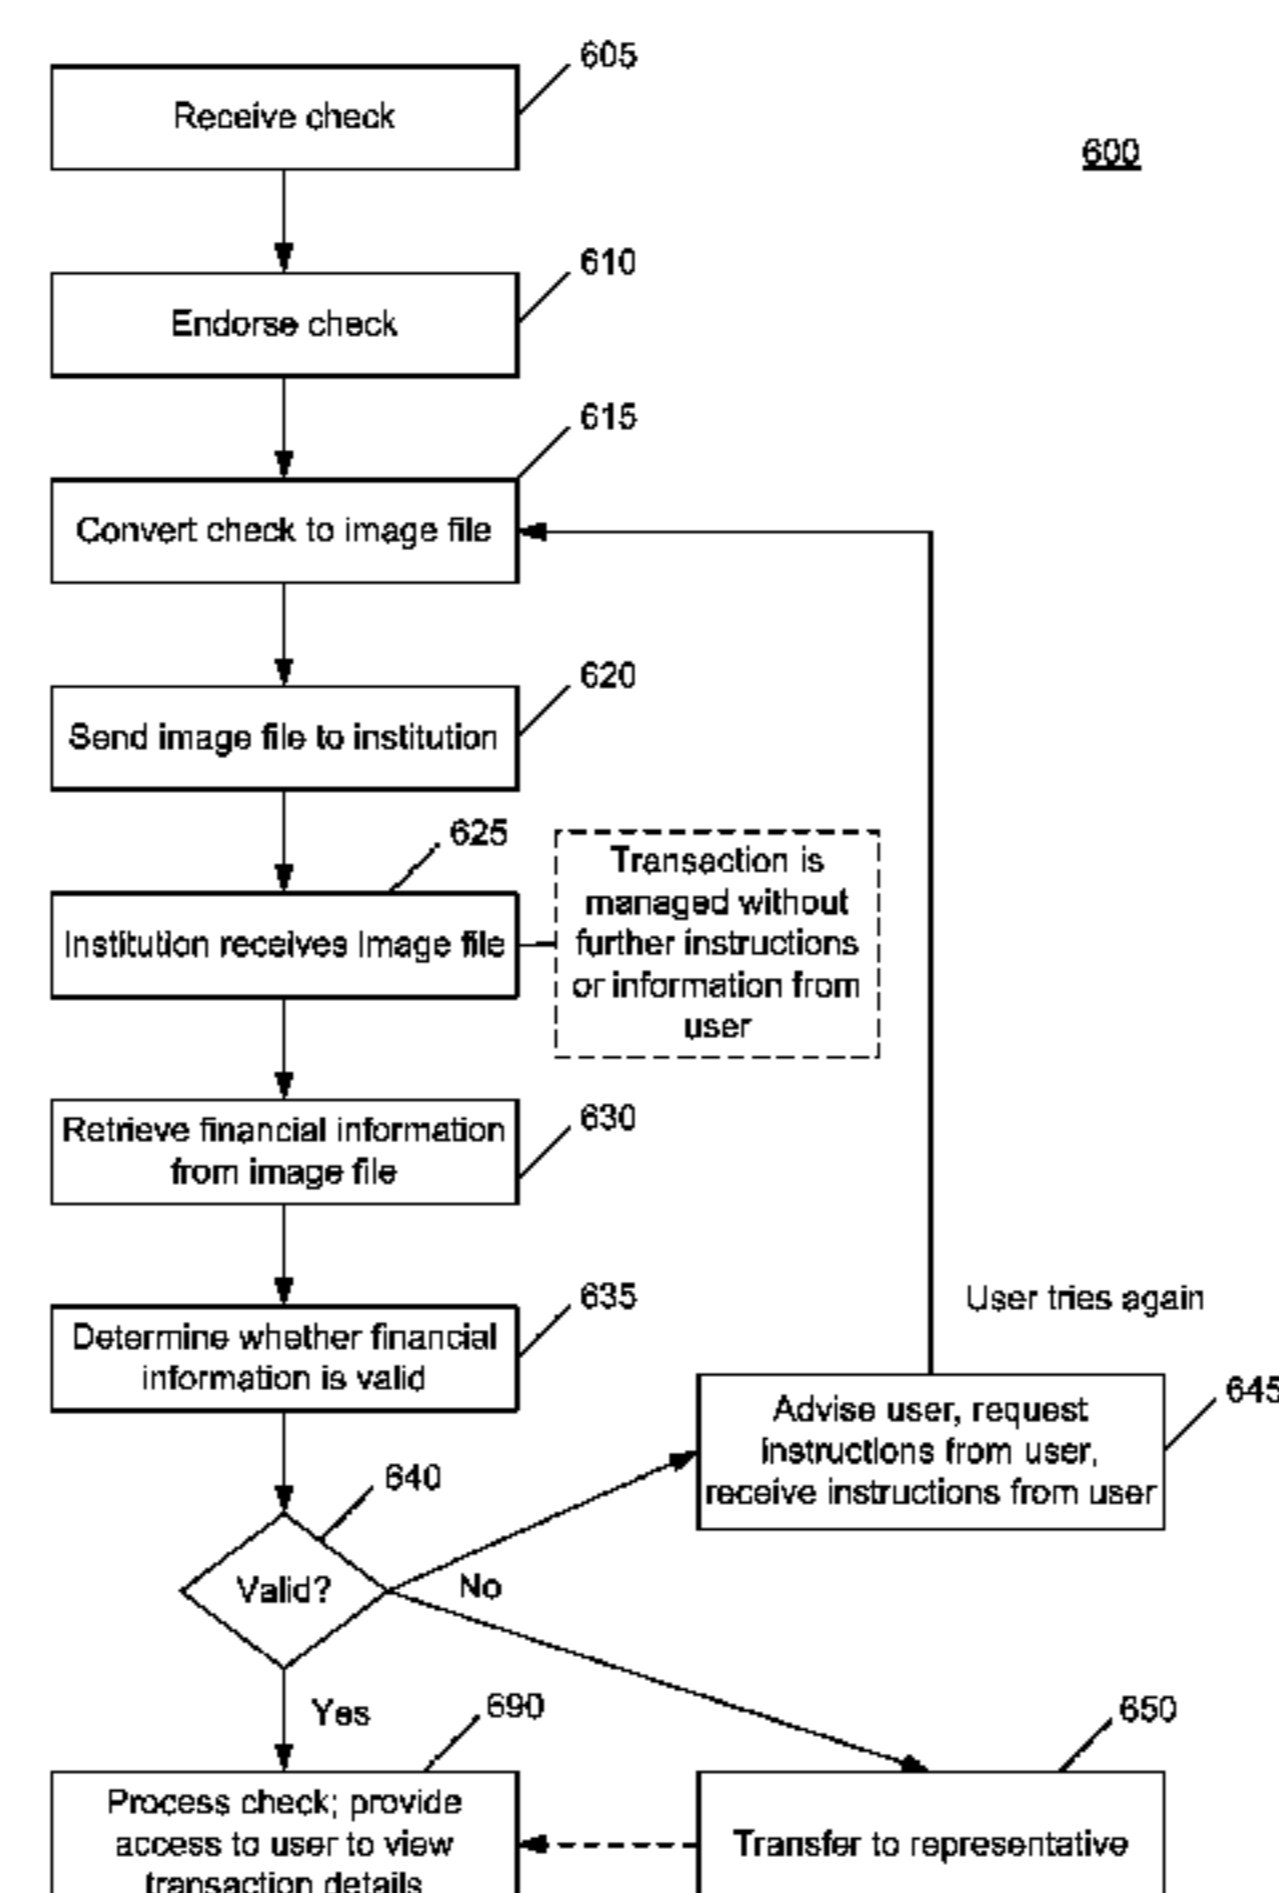 605
Receive check
600
610
Endorse check
615
Convert check to image file
620
Send image file to institution
625
Institution receives image file
Transaction is
managed without
further instructions
or information from
user
630
Retrieve financial information
from image file
635
Determine whether financial
information is valid
User tries again
645
Advise user, request
instructions from user,
receive instructions from user
640
Valid?
No
Yes
690
650
Process check; provide
access to user to view
transaction details
Transfer to representative